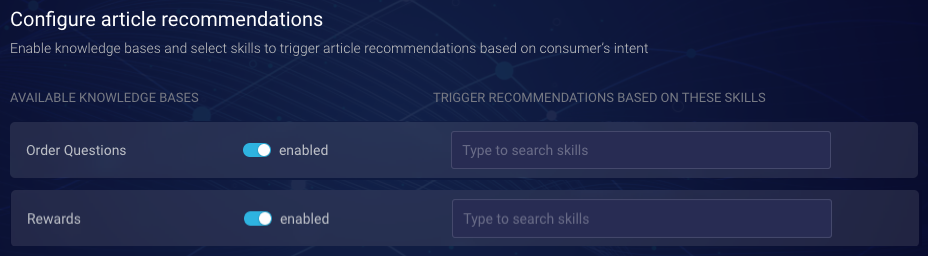 Configure article recommendations
Enable knowledge bases and select skills to trigger article recommendations based on consumer's intent
AVAILABLE KNOWLEDGE BASES TRIGGER RECOMMENDATIONS BASED ON THESE SKILLS
Order Questions enabled Type to search skills
Rewards enabled Type to search skills